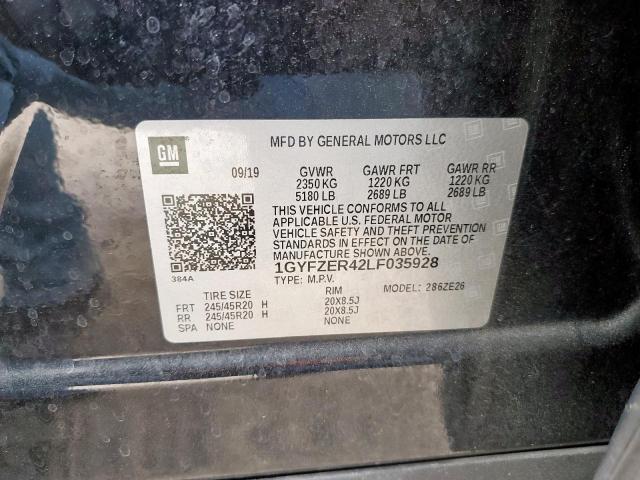 MFD BY GENERAL MOTORS LLC
GM
09/19 GVWR GAWR FRT GAWR RR
2350 KG 1220 KG 1220 KG
5180 LB 2689 LB 2689 LB
THIS VEHICLE CONFORMS TO ALL
APPLICABLE U.S. FEDERAL MOTOR
VEHICLE SAFETY AND THEFT PREVENTION
STANDARDS IN EFFECT ON THE DATE OF
MANUFACTURE SHOWN ABOVE.
1GYFZER42LF035928
384A
TYPE: M.P.V. MODEL: 286ZE26
TIRE SIZE RIM
FRT 245/45R20 H 20X8.5J
RR 245/45R20 H 20X8.5J
SPA NONE NONE